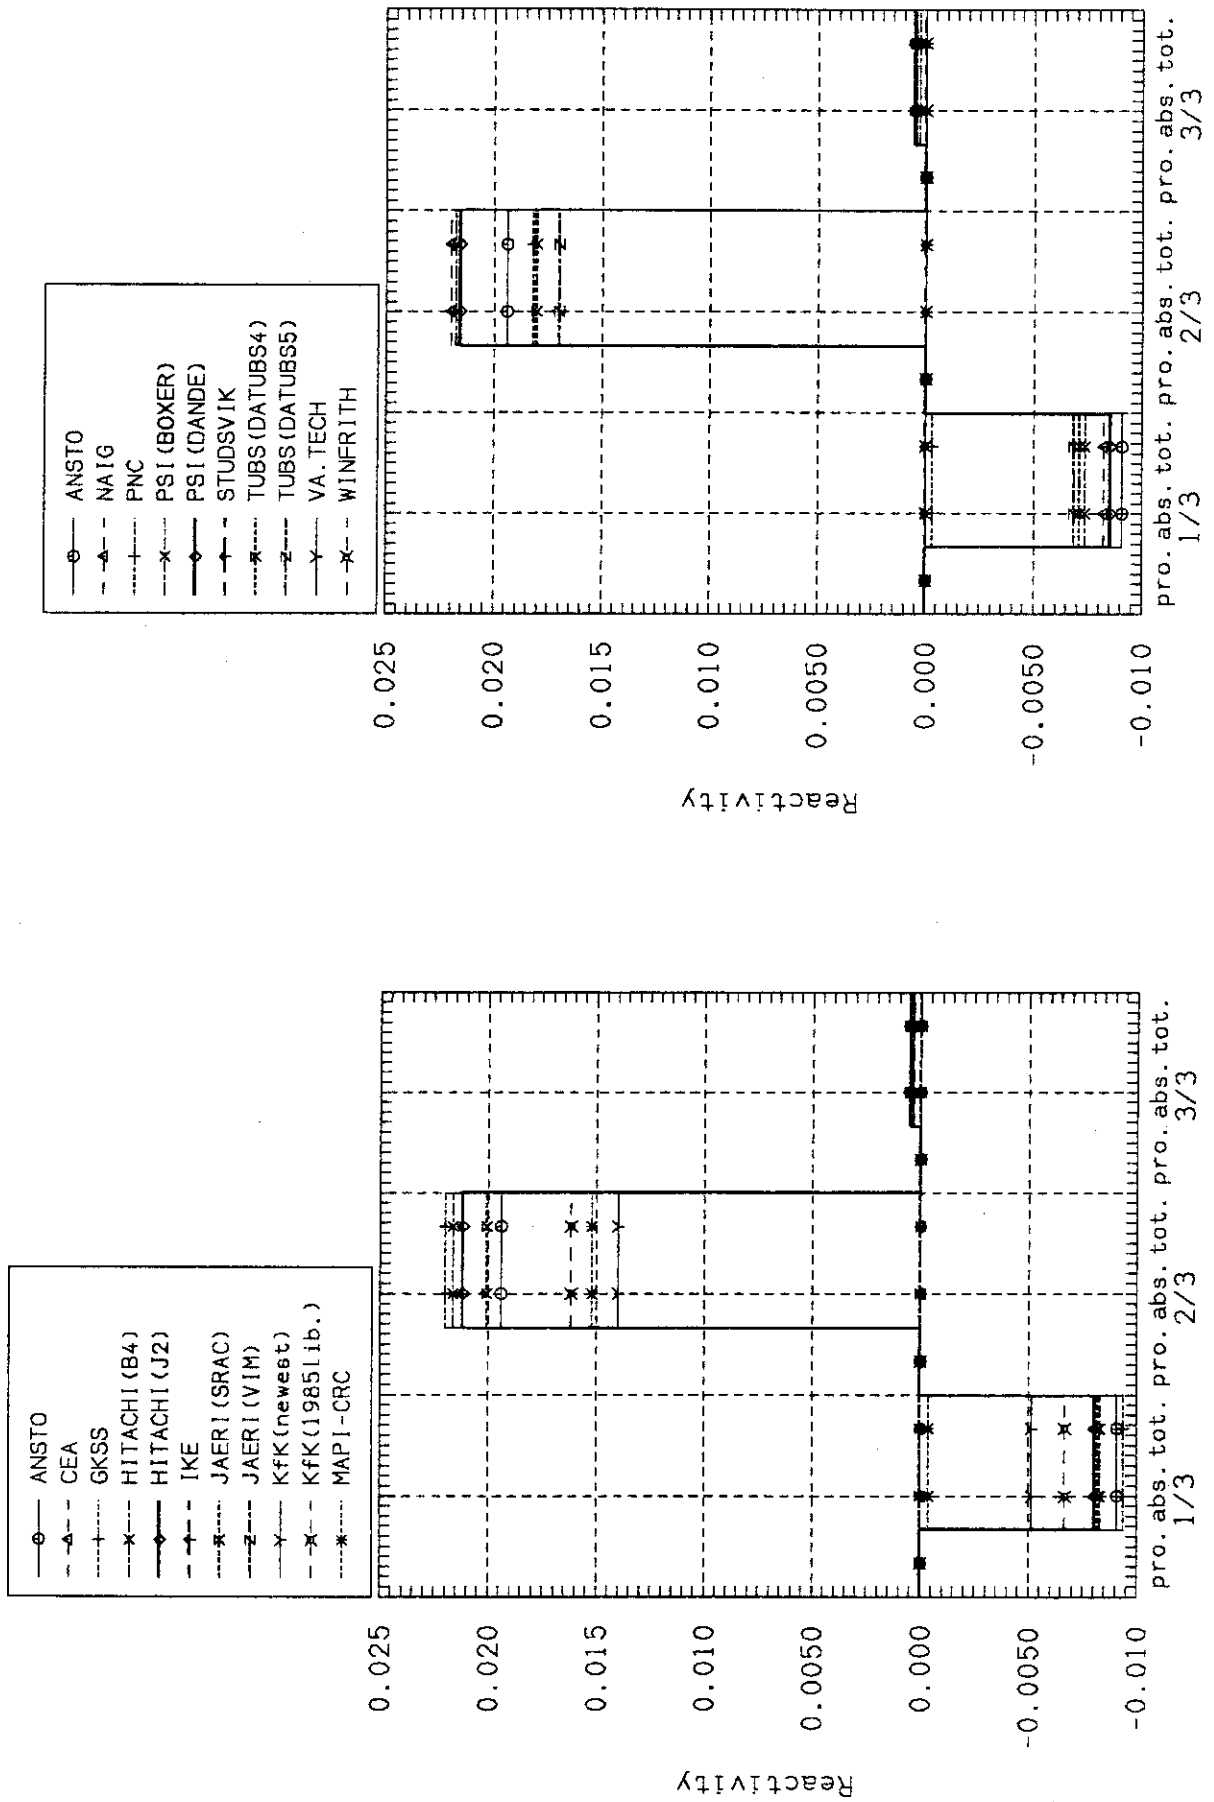 ANSTO
CEA
GKSS
HITACHI(B4)
HITACHI(J2)
IKE
JAERI(SRAC)
JAERI(VIM)
KfK(newest)
KfK(1985lib.)
MAPI-CRC
Reactivity
0.025
0.020
0.015
0.010
0.0050
0.000
-0.0050
-0.010
pro. abs. tot. pro. abs. tot. pro. abs. tot.
1/3 2/3 3/3
ANSTO
NAIG
PNC
PSI(BOXER)
PSI(DANDE)
STUDSVIK
TUBS(DATUBS4)
TUBS(DATUBS5)
VA.TECH
WINFRITH
Reactivity
0.025
0.020
0.015
0.010
0.0050
0.000
-0.0050
-0.010
pro. abs. tot. pro. abs. tot. pro. abs. tot.
1/3 2/3 3/3